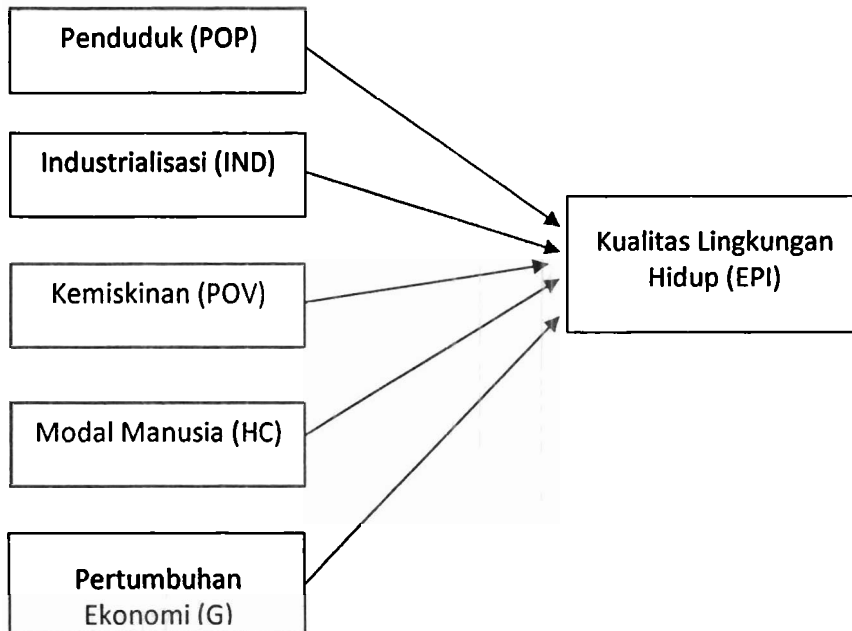 Penduduk (POP)
Industrialisasi (IND)
Kemiskinan (POV)
Modal Manusia (HC)
Pertumbuhan
Ekonomi (G)
Kualitas Lingkungan
Hidup (EPI)